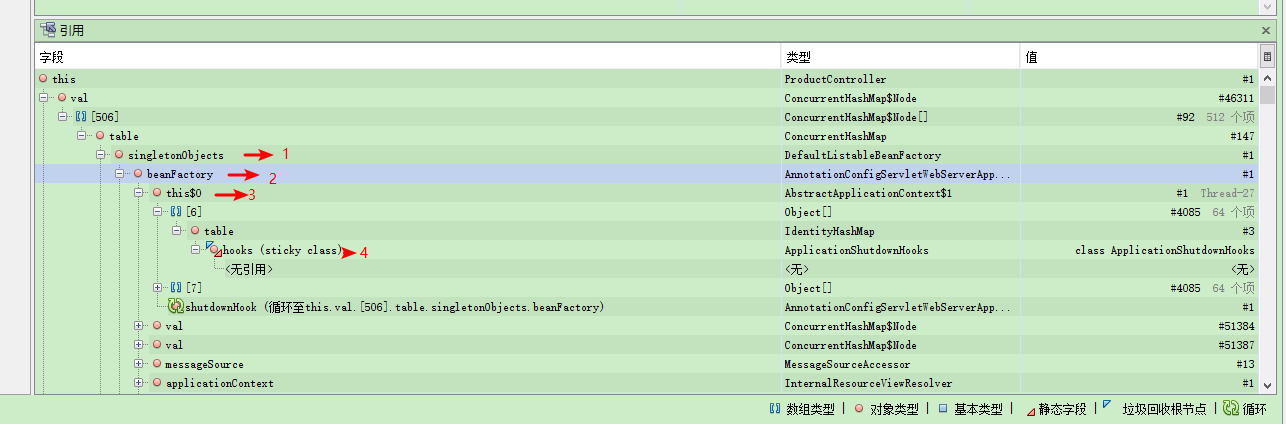 引用
字段 类型 值
this ProductController #1
val ConcurrentHashMap$Node #46311
[506] ConcurrentHashMap$Node[] #92 512 个项
table ConcurrentHashMap #147
singletonObjects 1 DefaultListableBeanFactory #1
beanFactory 2 AnnotationConfigServletWebServerApp... #1
this$0 3 AbstractApplicationContext$1 #1 Thread-27
[6] Object[] #4085 64 个项
table IdentityHashMap #3
hooks (sticky class) 4 ApplicationShutdownHooks class ApplicationShutdownHooks
<无引用> <无> <无>
[7] Object[] #4085 64 个项
shutdownHook (循环至this.val.[506].table.singletonObjects.beanFactory) AnnotationConfigServletWebServerApp... #1
val ConcurrentHashMap$Node #51384
val ConcurrentHashMap$Node #51387
messageSource MessageSourceAccessor #13
applicationContext InternalResourceViewResolver #1
数组类型 | 对象类型 | 基本类型 | 静态字段 | 垃圾回收根节点 | 循环